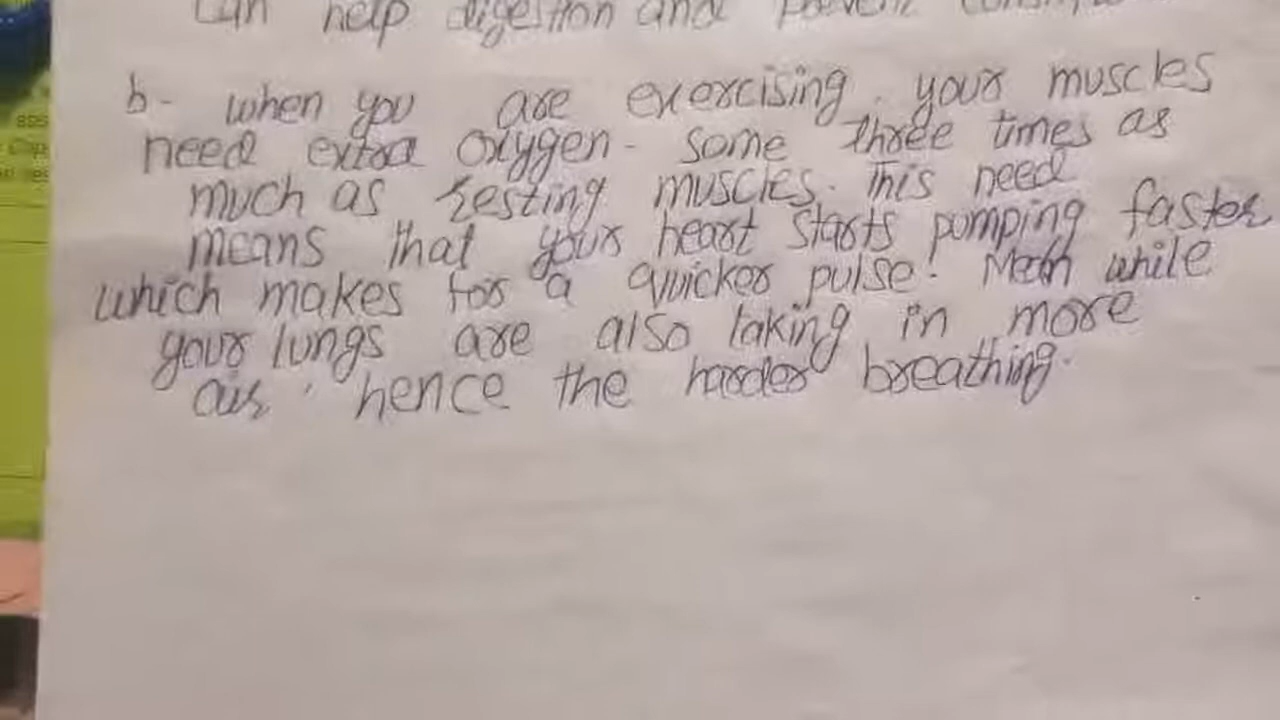 can help digestion and prevent
b- when you are exercising. your muscles
need extra oxygen - some three times as
much as resting muscles. This need
means that your heart starts pumping faster
which makes for a quicker pulse. Mean while
your lungs are also taking in more
air, hence the harder breathing.